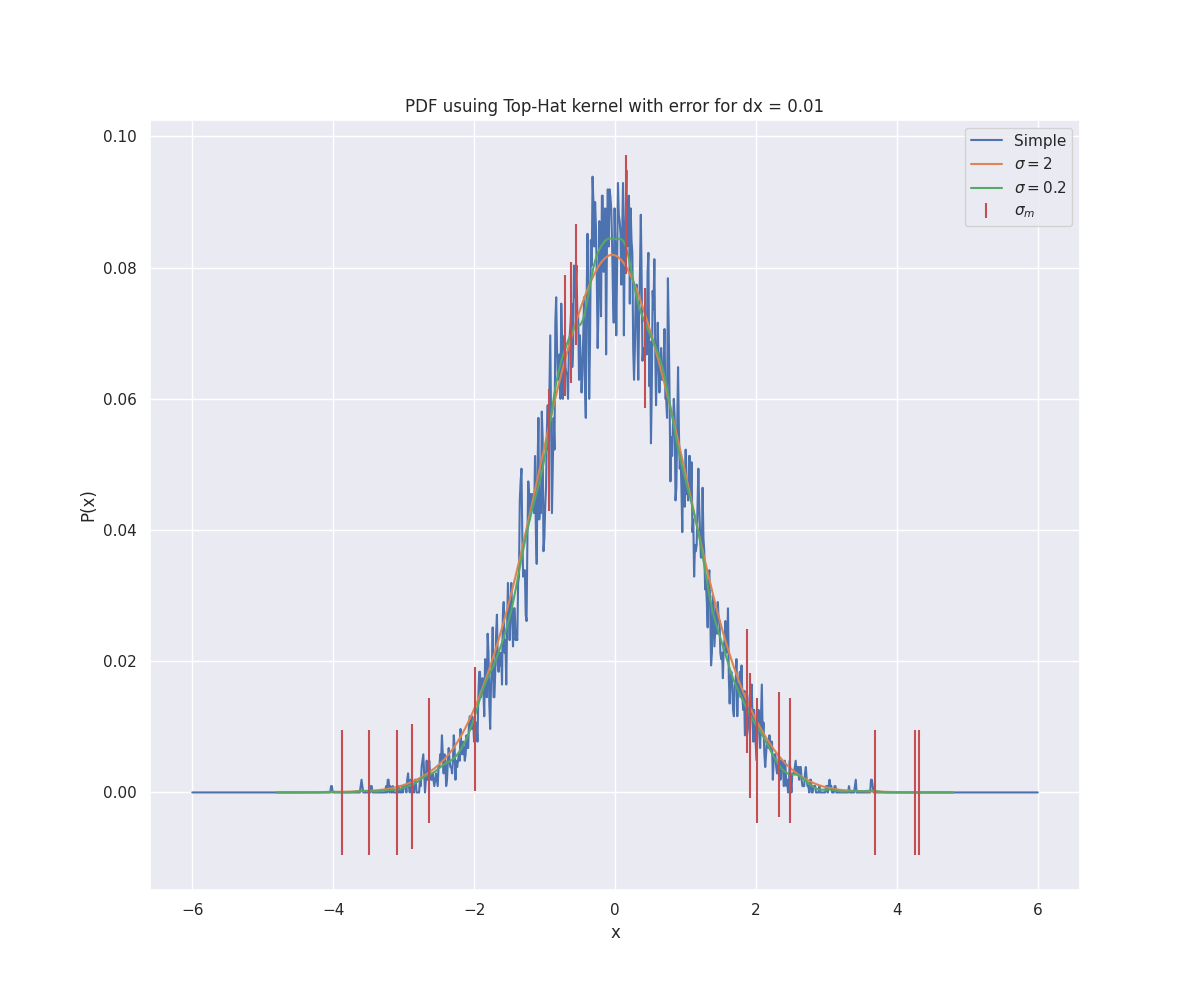 PDF usuing Top-Hat kernel with error for dx = 0.01
Simple
σ = 2
σ = 0.2
σ_m
P(x)
0.10
0.08
0.06
0.04
0.02
0.00
−6 −4 −2 0 2 4 6
x